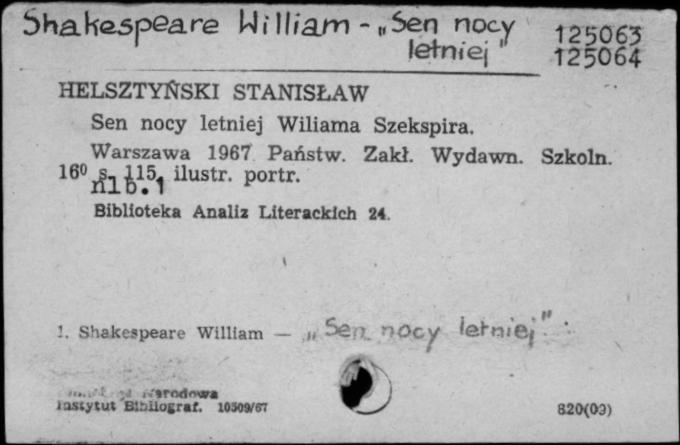 Shakespeare William - „Sen nocy letniej"
125063
125064
HELSZTYŃSKI STANISŁAW
Sen nocy letniej Wiliama Szekspira.
Warszawa 1967 Państw. Zakł. Wydawn. Szkoln.
16⁰ s. 115, ilustr. portr.
nlb. 1
Biblioteka Analiz Literackich 24.
1. Shakespeare William — „Sen nocy letniej".
Narodowa
Instytut Bibliograf. 10509/67
820(09)